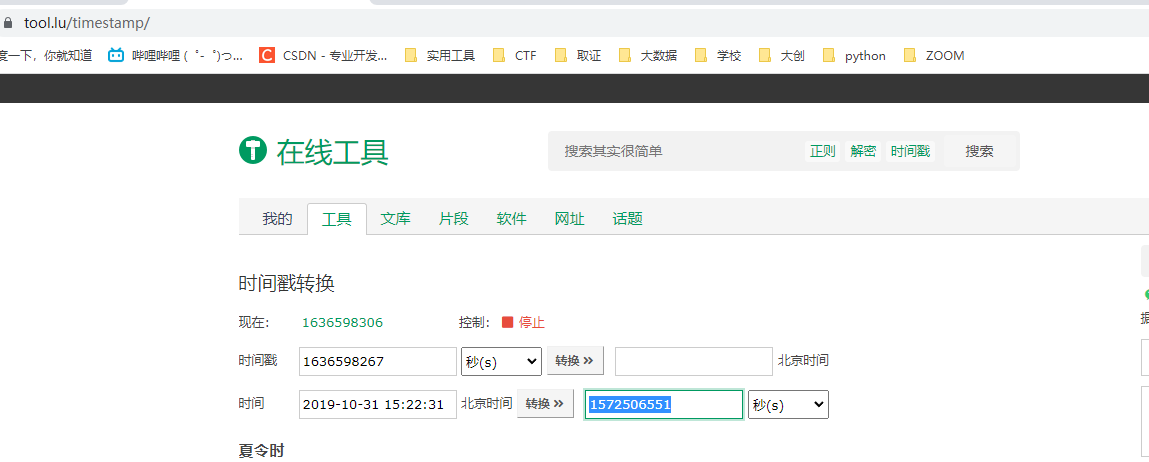 tool.lu/timestamp/
度一下，你就知道 哔哩哔哩 (゜-゜)つ... CSDN - 专业开发... 实用工具 CTF 取证 大数据 学校 大创 python ZOOM
在线工具 搜索其实很简单 正则 解密 时间戳 搜索
我的 工具 文库 片段 软件 网址 话题
时间戳转换
现在： 1636598306 控制： 停止
时间戳 1636598267 秒(s) 转换 » 北京时间
时间 2019-10-31 15:22:31 北京时间 转换 » 1572506551 秒(s)
夏令时